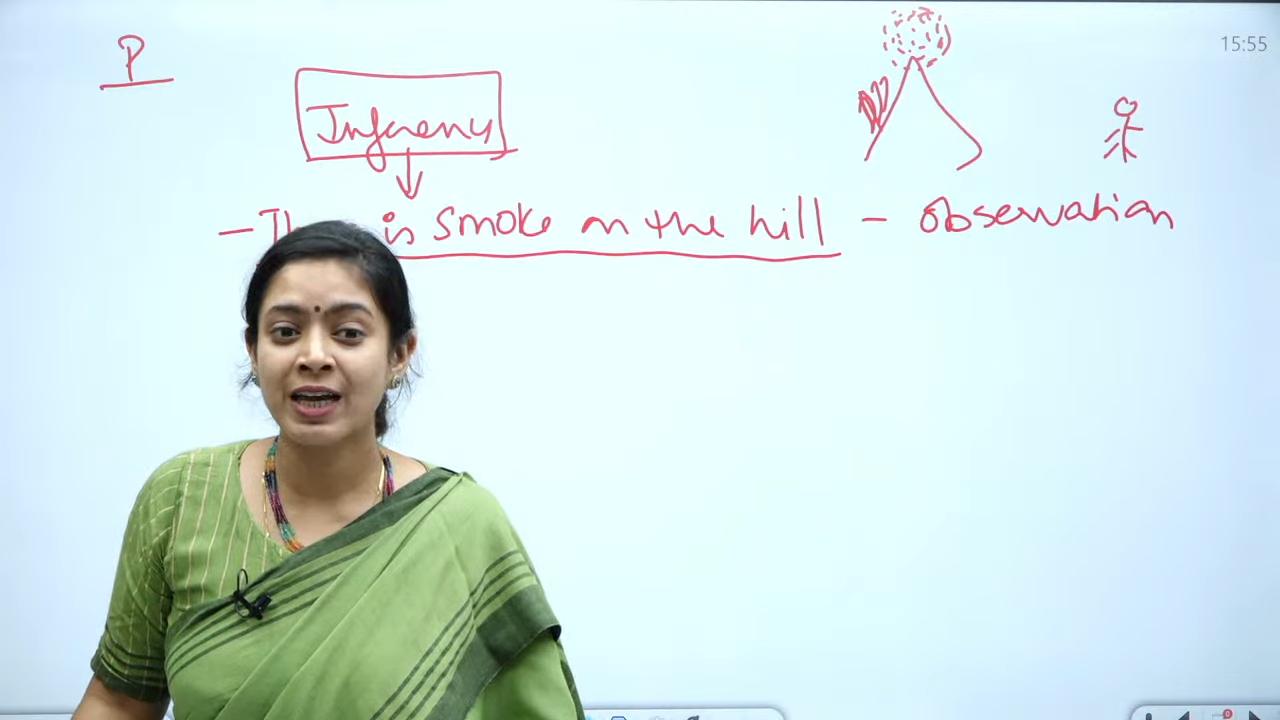 P
15:55
Inference
- is smoke on the hill - observation